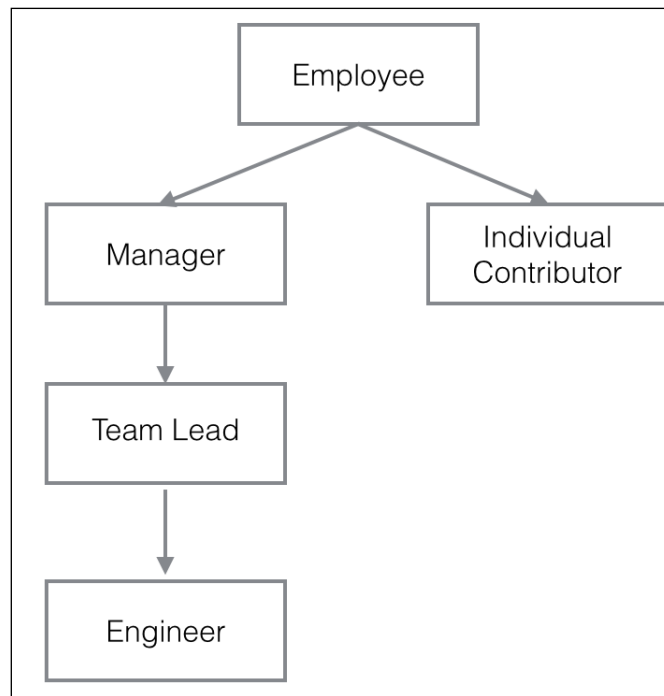 Employee
Manager
Individual
Contributor
Team Lead
Engineer